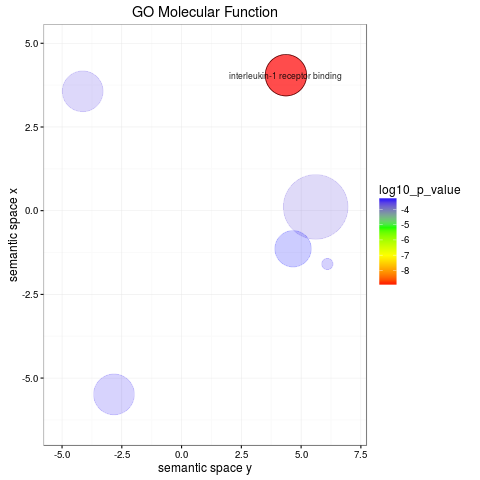 GO Molecular Function
5.0
2.5
0.0
-2.5
-5.0
semantic space x
interleukin-1 receptor binding
-5.0 -2.5 0.0 2.5 5.0 7.5
semantic space y
log10_p_value
-4
-5
-6
-7
-8